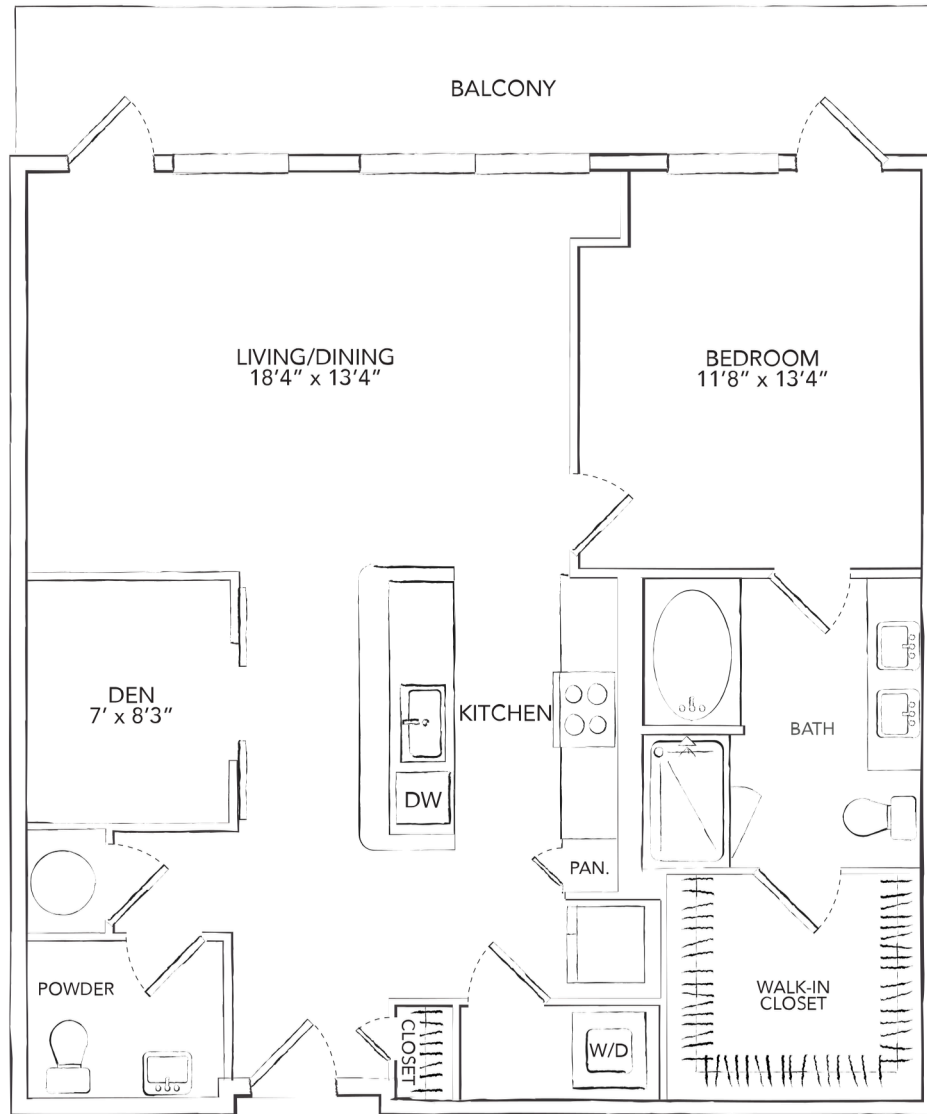 BALCONY
LIVING/DINING
18'4" x 13'4"
BEDROOM
11'8" x 13'4"
DEN
7' x 8'3"
KITCHEN
BATH
DW
PAN.
POWDER
WALK-IN
CLOSET
CLOSET
W/D